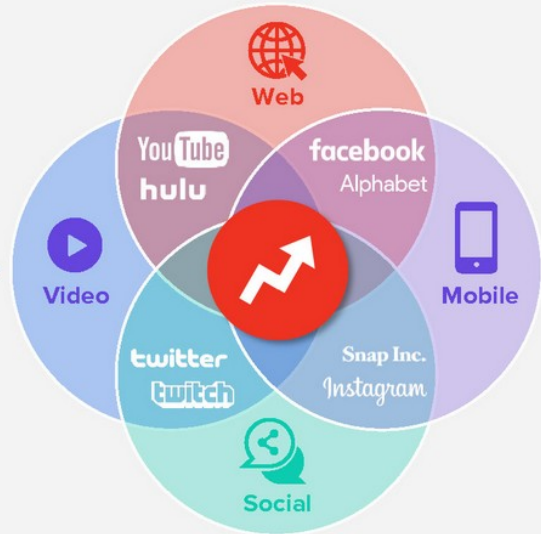 Web
YouTube
hulu
facebook
Alphabet
Video
Mobile
twitter
twitch
Snap Inc.
Instagram
Social